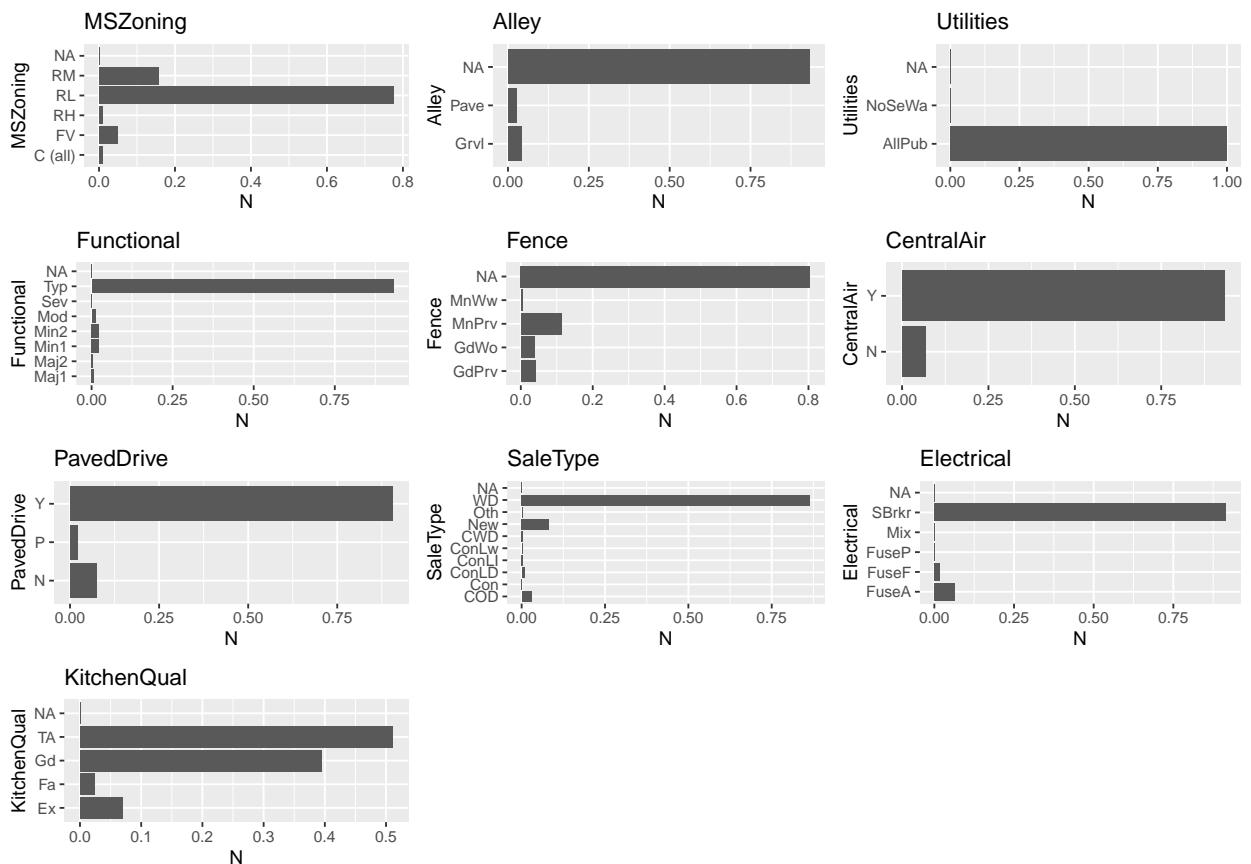 MSZoning
MSZoning
NA
RM
RL
RH
FV
C (all)
0.0 0.2 0.4 0.6 0.8
N
Alley
Alley
NA
Pave
Grvl
0.00 0.25 0.50 0.75
N
Utilities
Utilities
NA
NoSeWa
AllPub
0.00 0.25 0.50 0.75 1.00
N
Functional
Functional
NA
Typ
Sev
Mod
Min2
Min1
Maj2
Maj1
0.00 0.25 0.50 0.75
N
Fence
Fence
NA
MnWw
MnPrv
GdWo
GdPrv
0.0 0.2 0.4 0.6 0.8
N
CentralAir
CentralAir
Y
N
0.00 0.25 0.50 0.75
N
PavedDrive
PavedDrive
Y
P
N
0.00 0.25 0.50 0.75
N
SaleType
SaleType
NA
WD
Oth
New
CWD
ConLw
ConLI
ConLD
Con
COD
0.00 0.25 0.50 0.75
N
Electrical
Electrical
NA
SBrkr
Mix
FuseP
FuseF
FuseA
0.00 0.25 0.50 0.75
N
KitchenQual
KitchenQual
NA
TA
Gd
Fa
Ex
0.0 0.1 0.2 0.3 0.4 0.5
N